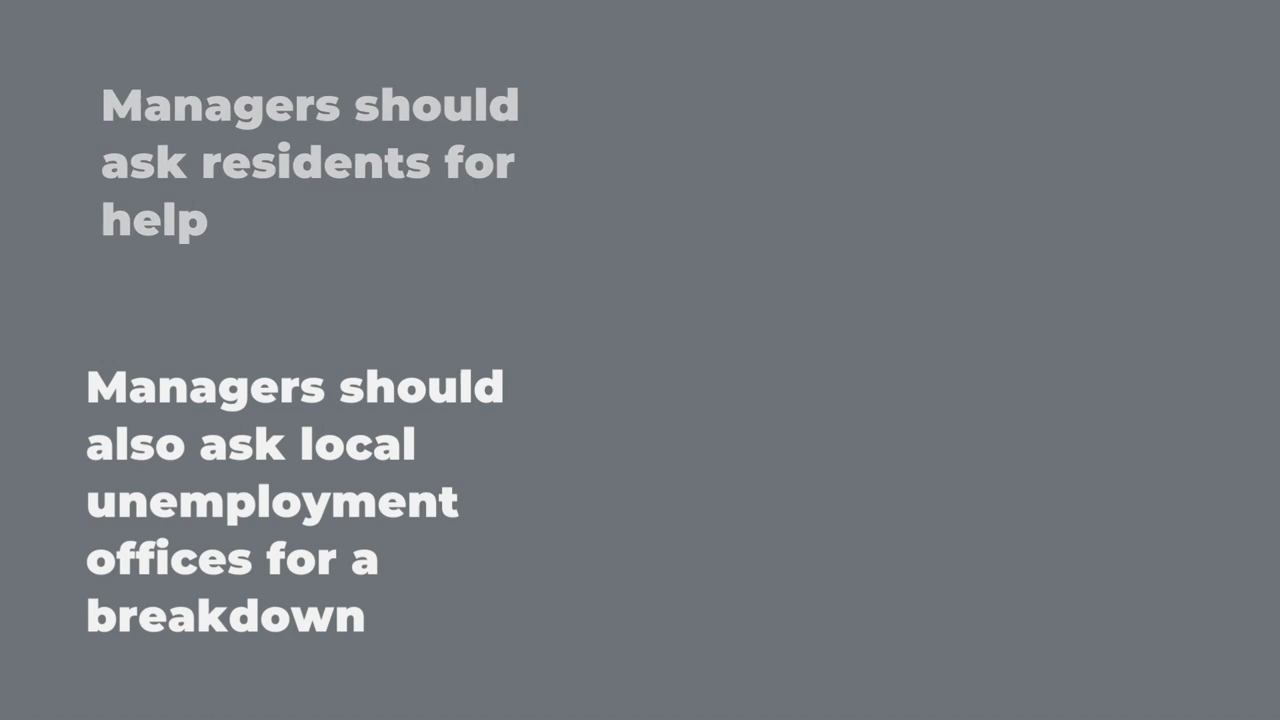 Managers should
ask residents for
help
Managers should
also ask local
unemployment
offices for a
breakdown